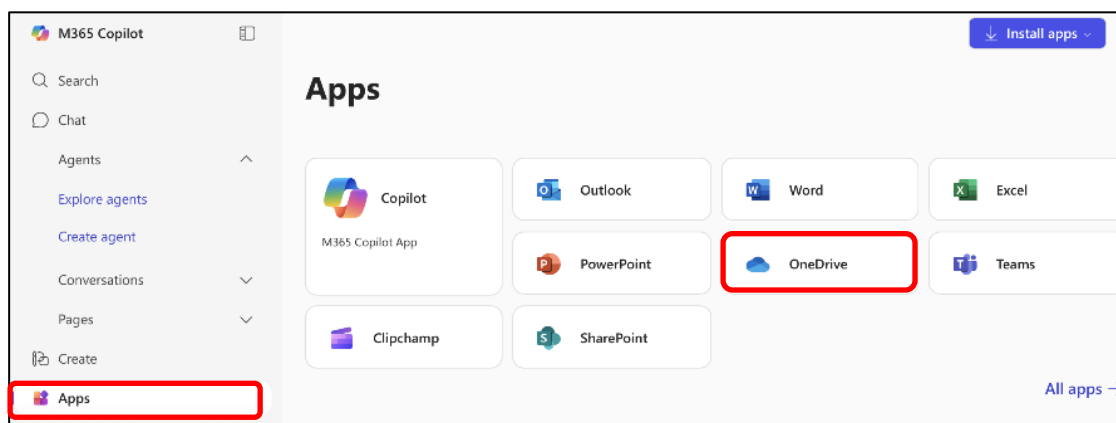 M365 Copilot
Search
Chat
Agents
Explore agents
Create agent
Conversations
Pages
Create
Apps
Install apps
Apps
Copilot
M365 Copilot App
Outlook
Word
Excel
PowerPoint
OneDrive
Teams
Clipchamp
SharePoint
All apps